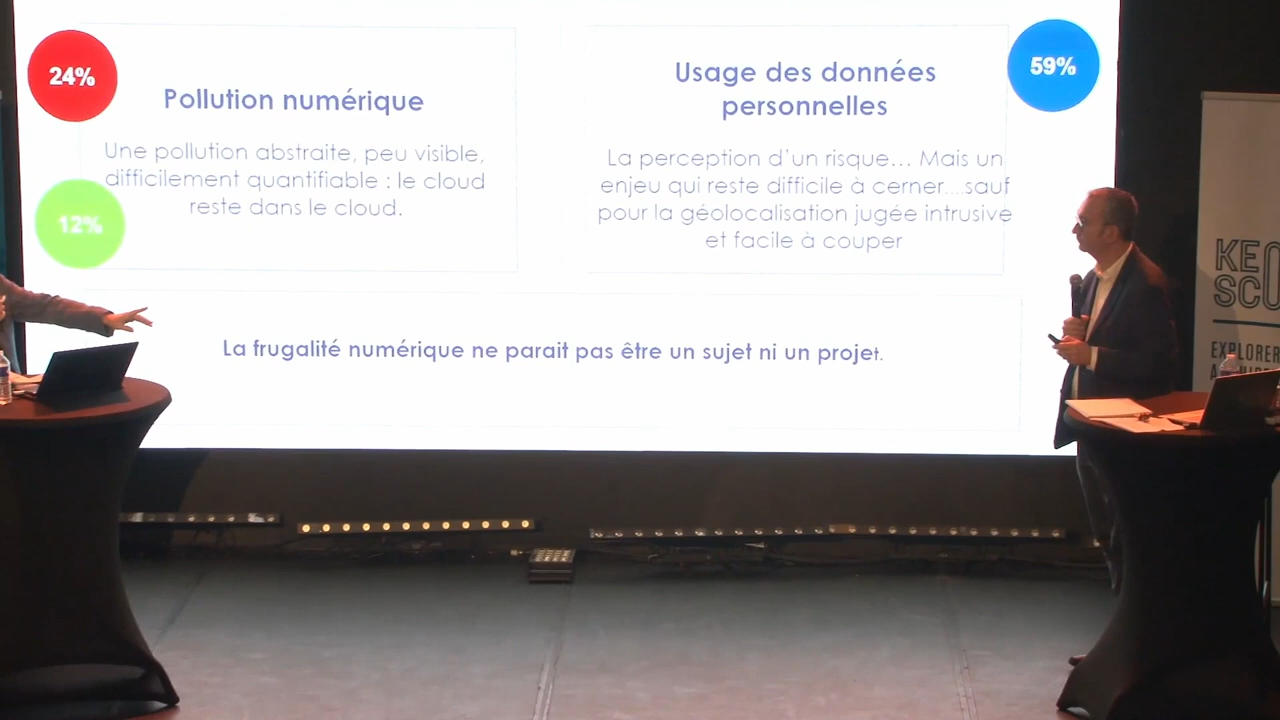 24%
Pollution numérique
Une pollution abstraite, peu visible,
difficilement quantifiable : le cloud
reste dans le cloud.
12%
Usage des données
personnelles
59%
La perception d'un risque... Mais un
enjeu qui reste difficile à cerner....sauf
pour la géolocalisation jugée intrusive
et facile à couper
La frugalité numérique ne parait pas être un sujet ni un projet.
EXPLORER